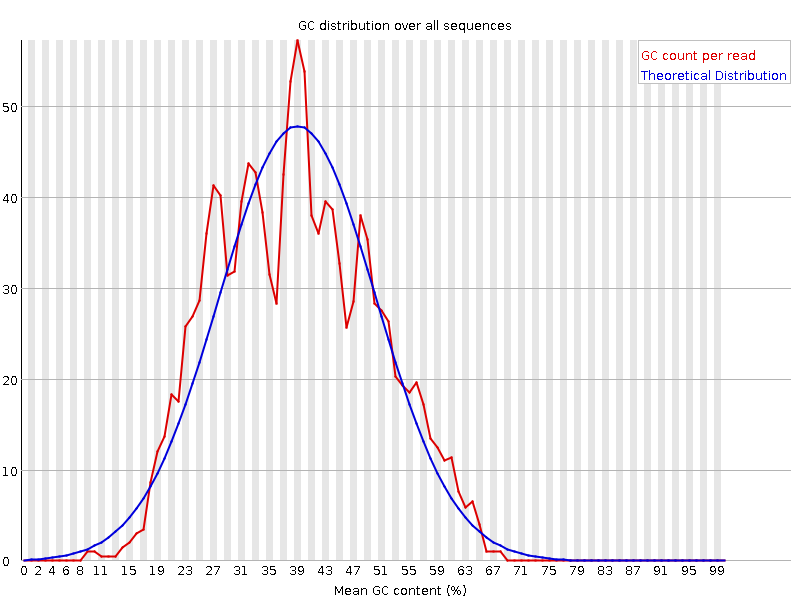 GC distribution over all sequences
GC count per read
Theoretical Distribution
50
40
30
20
10
0
0 2 4 6 8 11 15 19 23 27 31 35 39 43 47 51 55 59 63 67 71 75 79 83 87 91 95 99
Mean GC content (%)